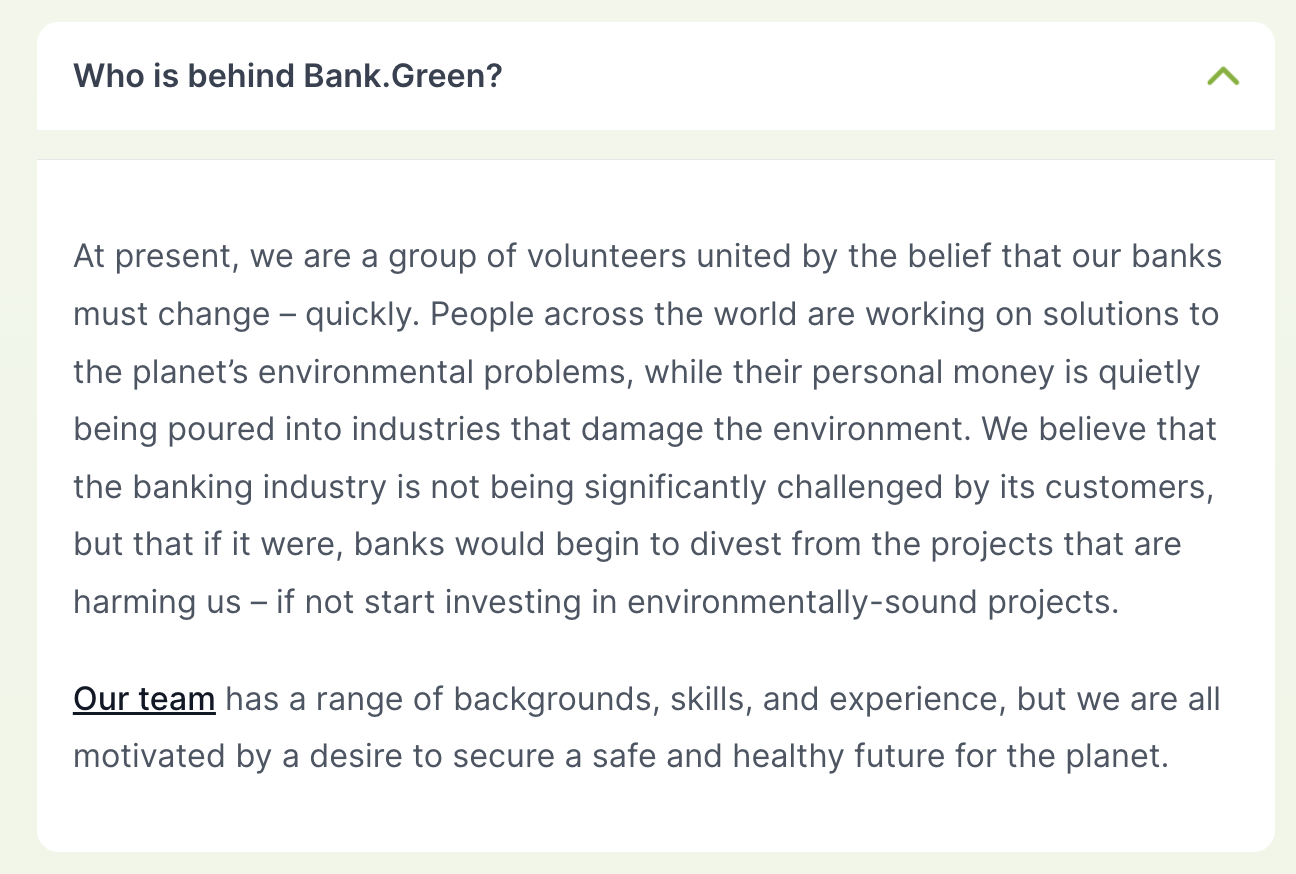 Who is behind Bank.Green?
At present, we are a group of volunteers united by the belief that our banks
must change – quickly. People across the world are working on solutions to
the planet’s environmental problems, while their personal money is quietly
being poured into industries that damage the environment. We believe that
the banking industry is not being significantly challenged by its customers,
but that if it were, banks would begin to divest from the projects that are
harming us – if not start investing in environmentally-sound projects.
Our team has a range of backgrounds, skills, and experience, but we are all
motivated by a desire to secure a safe and healthy future for the planet.